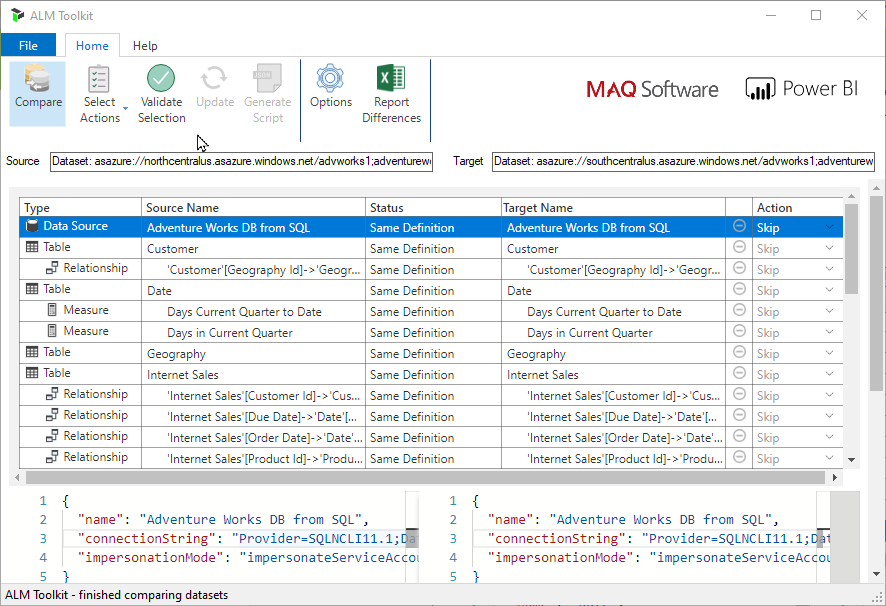 ALM Toolkit
File Home Help
Compare Select Actions Validate Selection Update Generate Script Options Report Differences
MAQ Software Power BI
Source Dataset: asazure://northcentralus.asazure.windows.net/advworks1;adventurew Target Dataset: asazure://southcentralus.asazure.windows.net/advworks1;adventurew
Type Source Name Status Target Name Action
Data Source Adventure Works DB from SQL Same Definition Adventure Works DB from SQL Skip
Table Customer Same Definition Customer Skip
Relationship 'Customer'[Geography Id]->'Geogr... Same Definition 'Customer'[Geography Id]->'Geogr... Skip
Table Date Same Definition Date Skip
Measure Days Current Quarter to Date Same Definition Days Current Quarter to Date Skip
Measure Days in Current Quarter Same Definition Days in Current Quarter Skip
Table Geography Same Definition Geography Skip
Table Internet Sales Same Definition Internet Sales Skip
Relationship 'Internet Sales'[Customer Id]->'Cus... Same Definition 'Internet Sales'[Customer Id]->'Cus... Skip
Relationship 'Internet Sales'[Due Date]->'Date'[... Same Definition 'Internet Sales'[Due Date]->'Date'[... Skip
Relationship 'Internet Sales'[Order Date]->'Date'... Same Definition 'Internet Sales'[Order Date]->'Date'... Skip
Relationship 'Internet Sales'[Product Id]->'Produ... Same Definition 'Internet Sales'[Product Id]->'Produ... Skip
1 { 1 {
2 "name": "Adventure Works DB from SQL", 2 "name": "Adventure Works DB from SQL",
3 "connectionString": "Provider=SQLNCLI11.1;Da 3 "connectionString": "Provider=SQLNCLI11.1;Dat
4 "impersonationMode": "impersonateServiceAccou 4 "impersonationMode": "impersonateServiceAccou
5 } 5 }
ALM Toolkit - finished comparing datasets